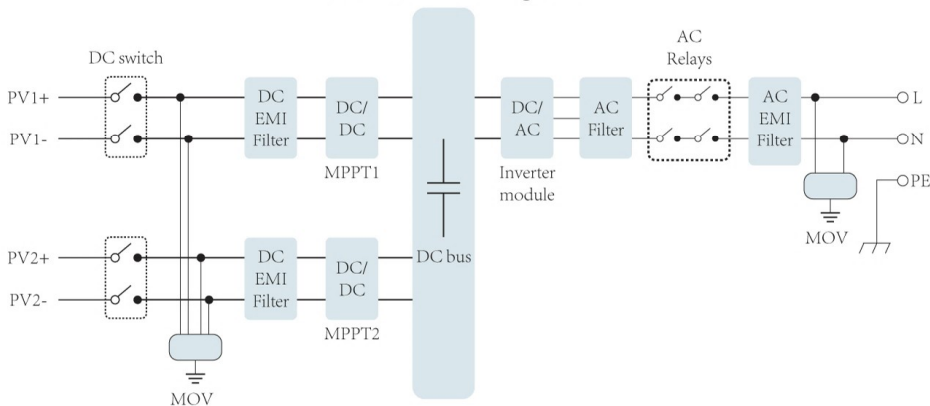 DC switch
AC
Relays
PV1+
DC
EMI
Filter
DC/
DC
DC/
AC
AC
Filter
AC
EMI
Filter
L
PV1-
N
MPPT1
Inverter
module
PE
MOV
PV2+
DC
EMI
Filter
DC/
DC
DC bus
PV2-
MPPT2
MOV